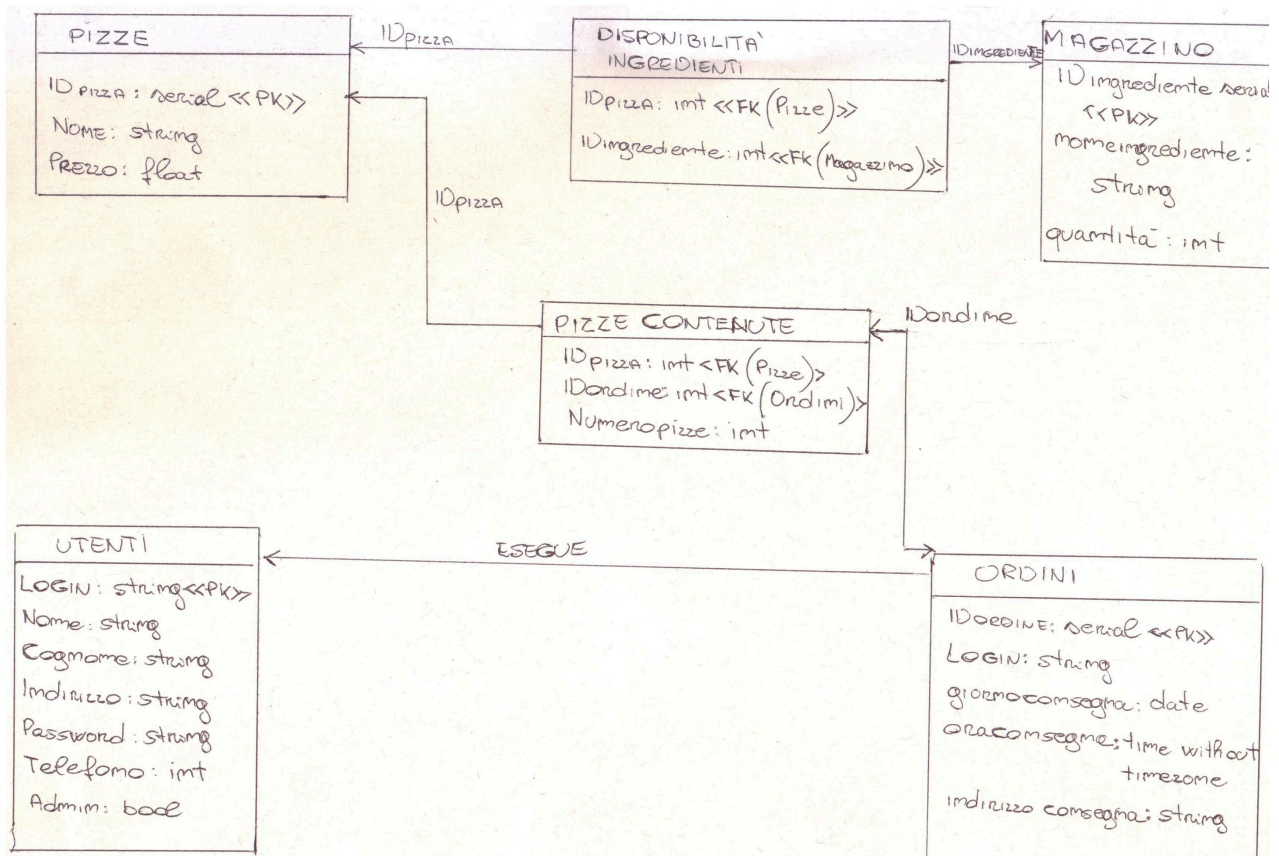 PIZZE
IDPIZZA: serial <<PK>>
NOME: string
PREZZO: float
IDPIZZA
DISPONIBILITA'
INGREDIENTI
IDPIZZA: int <<FK(Pizze)>>
IDingrediente: int<<FK(Magazzino)>>
IDINGREDIENTE
MAGAZZINO
IDingrediente serial
<<PK>>
nomeingrediente:
string
quantità: int
IDPIZZA
PIZZE CONTENUTE
IDPIZZA: int <FK(Pizze)>
IDordine: int <FK(Ordini)>
Numeropizze: int
IDordine
UTENTI
LOGIN: string<<PK>>
Nome: string
Cognome: string
Indirizzo: string
Password: string
Telefono: int
Admin: bool
ESEGUE
ORDINI
IDORDINE: serial <<PK>>
LOGIN: string
giornoconsegna: date
oraconsegna: time without
timezone
indirizzo consegna: string